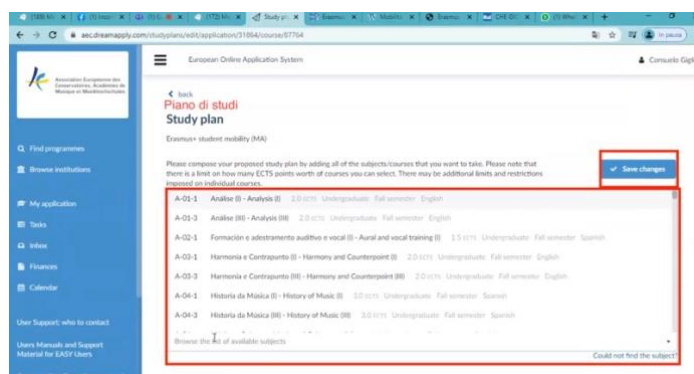 aec.dreamapply.com/studyplans/edit/application/31864/course/87764
In pausa
European Online Application System
Association Européenne des
Conservatoires, Académies de
Musique et Musikhochschulen
back
Piano di studi
Study plan
Erasmus+ student mobility (MA)
Please compose your proposed study plan by adding all of the subjects/courses that you want to take. Please note that
there is a limit on how many ECTS points worth of courses you can select. There may be additional limits and restrictions
imposed on individual courses.
Save changes
Find programmes
Browse institutions
My application
Tasks
Inbox
Finances
Calendar
User Support: who to contact
Users Manuals and Support
Material for EASY Users
A-01-1 Análise (I) - Analysis (I) 2.0 ECTS Undergraduate Fall semester English
A-01-3 Análise (III) - Analysis (III) 2.0 ECTS Undergraduate Fall semester English
A-02-1 Formación e adestramento auditivo e vocal (I) - Aural and vocal training (I) 1.5 ECTS Undergraduate Fall semester Spanish
A-03-1 Harmonia e Contrapunto (I) - Harmony and Counterpoint (I) 2.0 ECTS Undergraduate Fall semester English
A-03-3 Harmonia e Contrapunto (III) - Harmony and Counterpoint (III) 2.0 ECTS Undergraduate Fall semester English
A-04-1 Historia da Música (I) - History of Music (I) 3.0 ECTS Undergraduate Fall semester Spanish
A-04-3 Historia da Música (III) - History of Music (III) 3.0 ECTS Undergraduate Fall semester Spanish
Browse the list of available subjects
Could not find the subject?